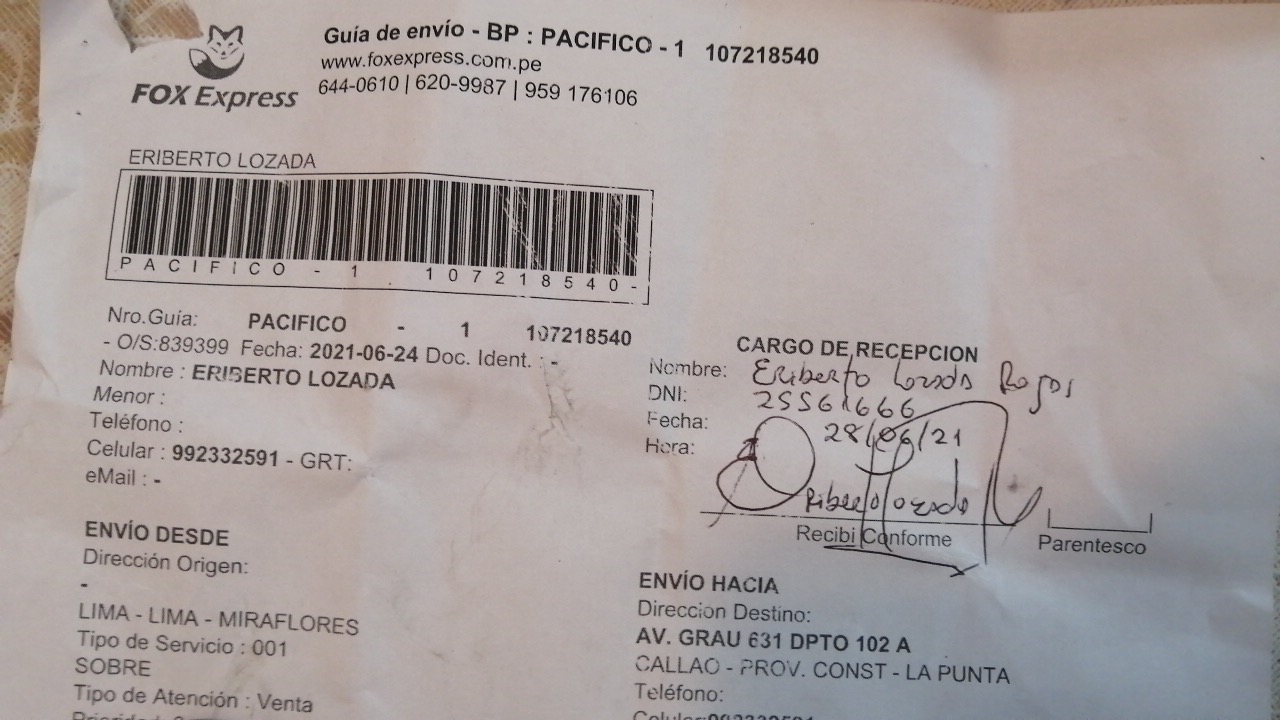 FOX Express
Guía de envío - BP : PACIFICO - 1 107218540
www.foxexpress.com.pe
644-0610 | 620-9987 | 959 176106
ERIBERTO LOZADA
PACIFICO - 1 107218540-
Nro.Guía: PACIFICO - 1 107218540
- O/S:839399 Fecha: 2021-06-24 Doc. Ident. : -
Nombre : ERIBERTO LOZADA
Menor :
Teléfono :
Celular : 992332591 - GRT:
eMail : -
CARGO DE RECEPCION
Nombre: Eriberto Lozada Rojas
DNI: 25561666
Fecha: 28/06/21
Hora:
Recibi Conforme
Parentesco
ENVÍO DESDE
Dirección Origen:
-
LIMA - LIMA - MIRAFLORES
Tipo de Servicio : 001
SOBRE
Tipo de Atención : Venta
ENVÍO HACIA
Direccion Destino:
AV. GRAU 631 DPTO 102 A
CALLAO - PROV. CONST - LA PUNTA
Teléfono: